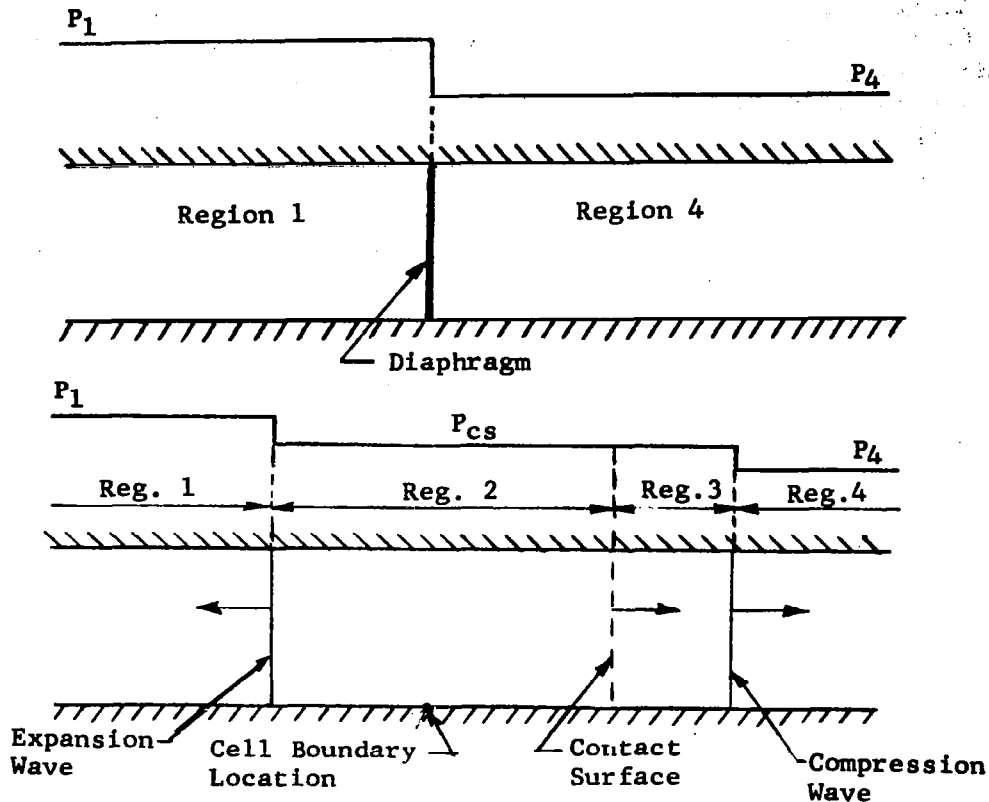 P1
P4
Region 1
Region 4
Diaphragm
P1
Pcs
P4
Reg. 1
Reg. 2
Reg.3
Reg.4
Expansion
Wave
Cell Boundary
Location
Contact
Surface
Compression
Wave